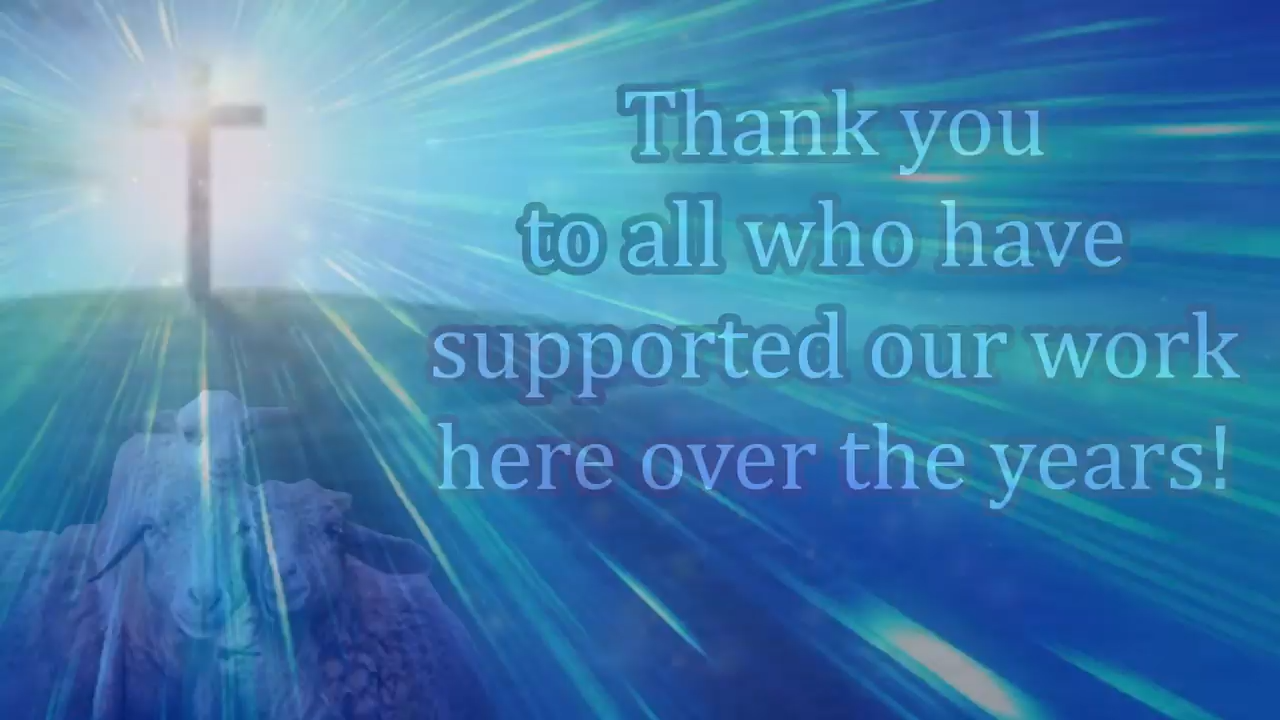 Thank you
to all who have
supported our work
here over the years!